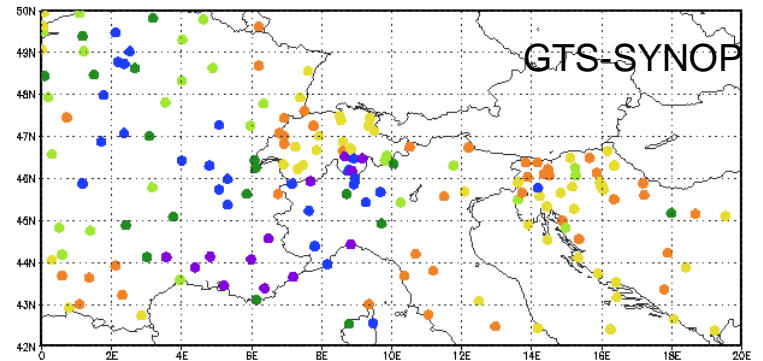 50N
GTS-SYNOP
49N
48N
47N
46N
45N
44N
43N
42N
0 2E 4E 6E 8E 10E 12E 14E 16E 18E 20E